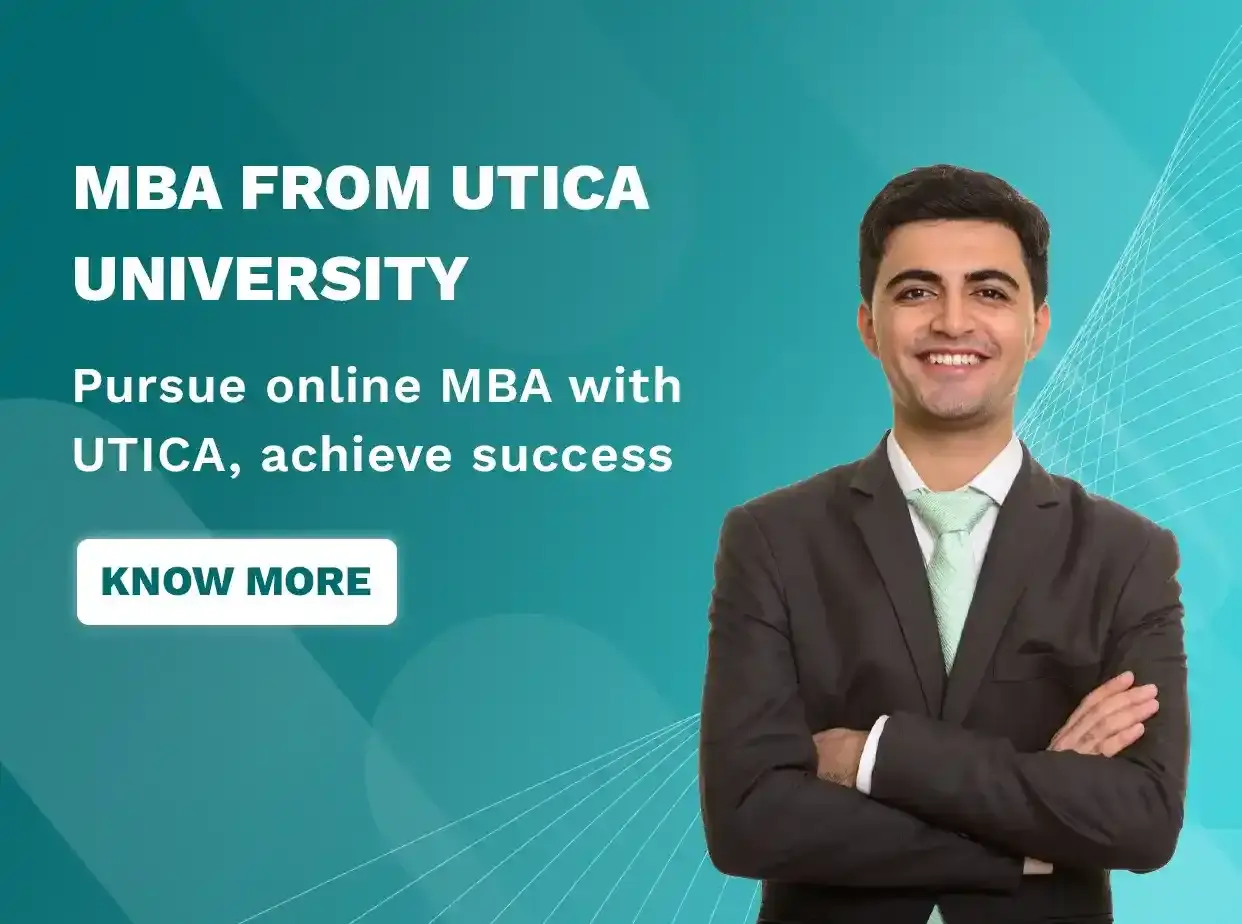 MBA FROM UTICA
UNIVERSITY
Pursue online MBA with
UTICA, achieve success
KNOW MORE